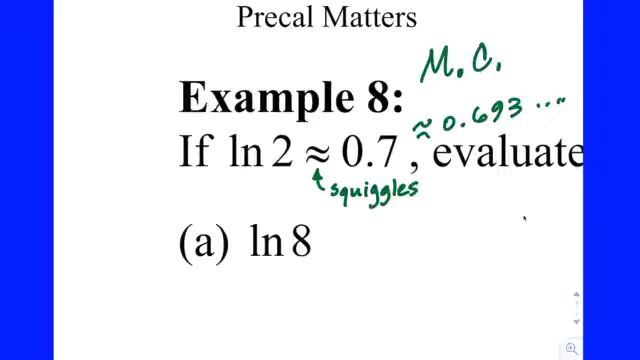 Precal Matters
M.C.
Example 8:
≈ 0.693 ...
If ln 2 ≈ 0.7 , evaluate
squiggles
(a) ln 8